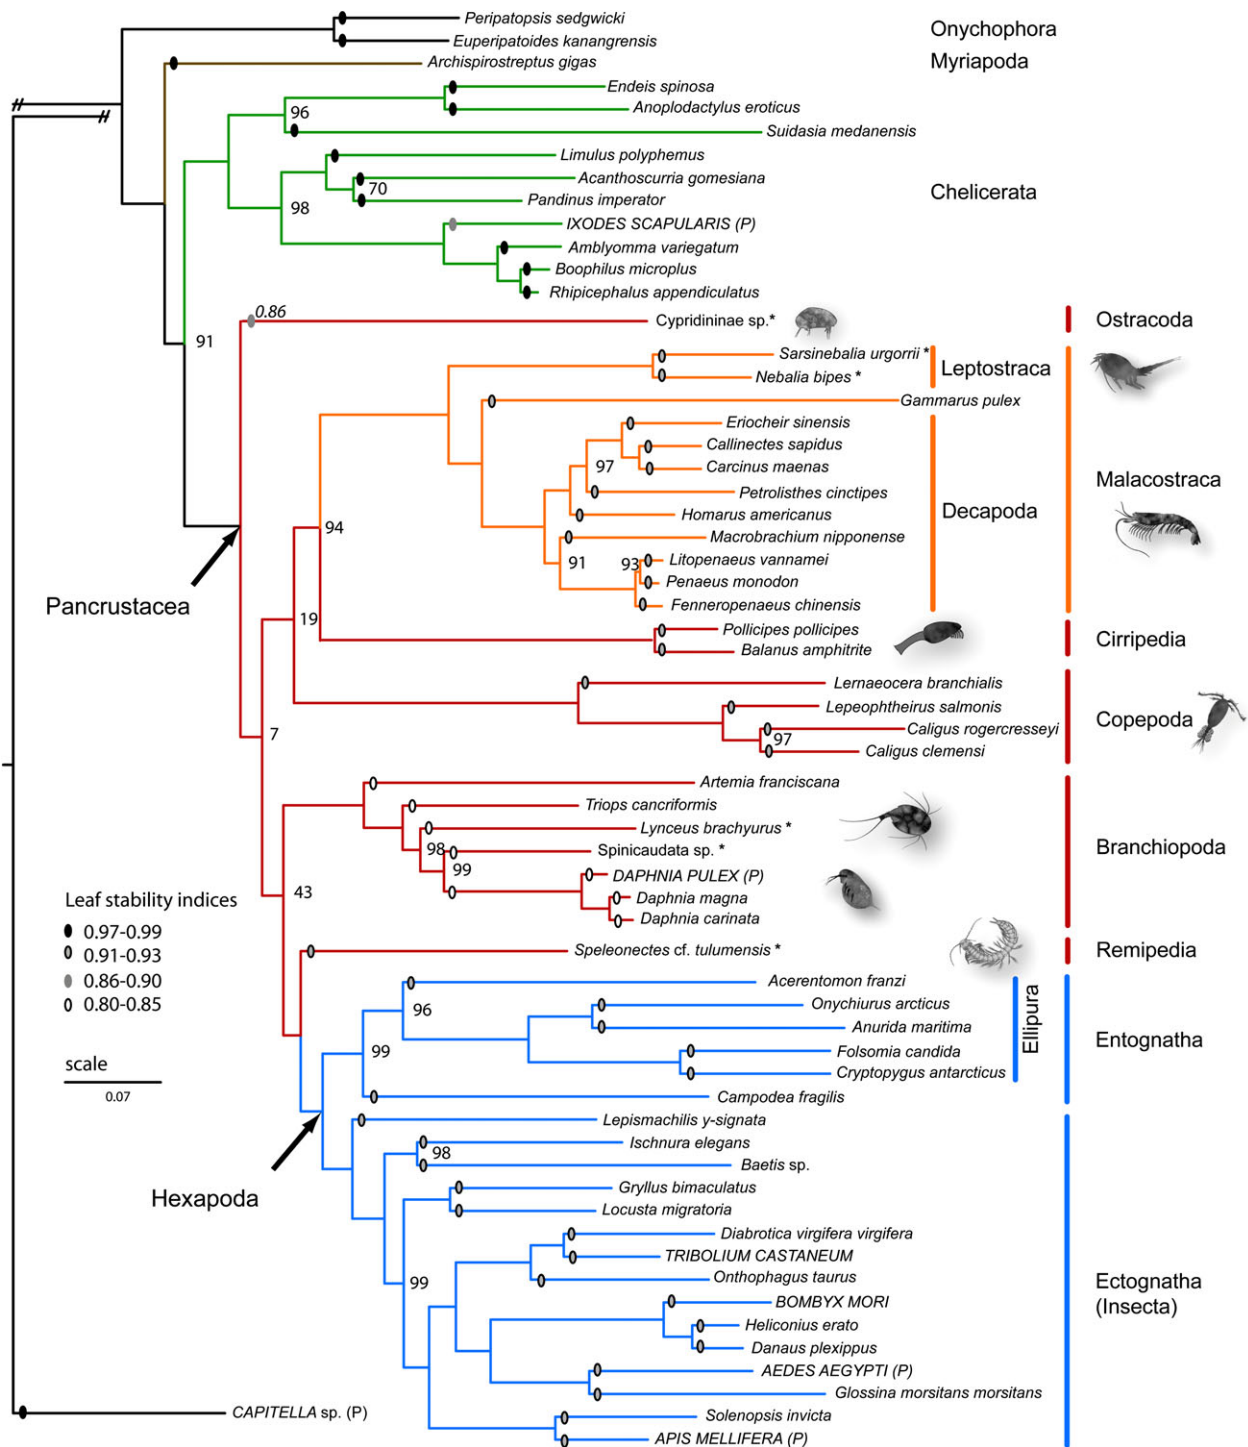 Peripatopsis sedgwicki
Euperipatoides kanangrensis
Onychophora
Archispirostreptus gigas
Myriapoda
Endeis spinosa
Anoplodactylus eroticus
96
Suidasia medanensis
Limulus polyphemus
Acanthoscurria gomesiana
70
Pandinus imperator
98
Chelicerata
IXODES SCAPULARIS (P)
Amblyomma variegatum
Boophilus microplus
Rhipicephalus appendiculatus
0.86
Cypridininae sp.*
Ostracoda
91
Sarsinebalia urgorrii *
Nebalia bipes *
Leptostraca
Gammarus pulex
Eriocheir sinensis
Callinectes sapidus
97
Carcinus maenas
Malacostraca
Petrolisthes cinctipes
Homarus americanus
Decapoda
94
Macrobrachium nipponense
91
93
Litopenaeus vannamei
Penaeus monodon
Fenneropenaeus chinensis
Pancrustacea
19
Pollicipes pollicipes
Balanus amphitrite
Cirripedia
Lernaeocera branchialis
Lepeophtheirus salmonis
Copepoda
Caligus rogercresseyi
97
Caligus clemensi
7
Artemia franciscana
Triops cancriformis
Lynceus brachyurus *
98
Spinicaudata sp. *
Branchiopoda
99
DAPHNIA PULEX (P)
Daphnia magna
Daphnia carinata
43
Leaf stability indices
0.97-0.99
0.91-0.93
0.86-0.90
0.80-0.85
scale
0.07
Speleonectes cf. tulumensis *
Remipedia
Acerentomon franzi
96
Onychiurus arcticus
Anurida maritima
Ellipura
Entognatha
99
Folsomia candida
Cryptopygus antarcticus
Campodea fragilis
Lepismachilis y-signata
Ischnura elegans
98
Baetis sp.
Hexapoda
Gryllus bimaculatus
Locusta migratoria
Diabrotica virgifera virgifera
TRIBOLIUM CASTANEUM
99
Onthophagus taurus
Ectognatha
(Insecta)
BOMBYX MORI
Heliconius erato
Danaus plexippus
AEDES AEGYPTI (P)
Glossina morsitans morsitans
CAPITELLA sp. (P)
Solenopsis invicta
APIS MELLIFERA (P)